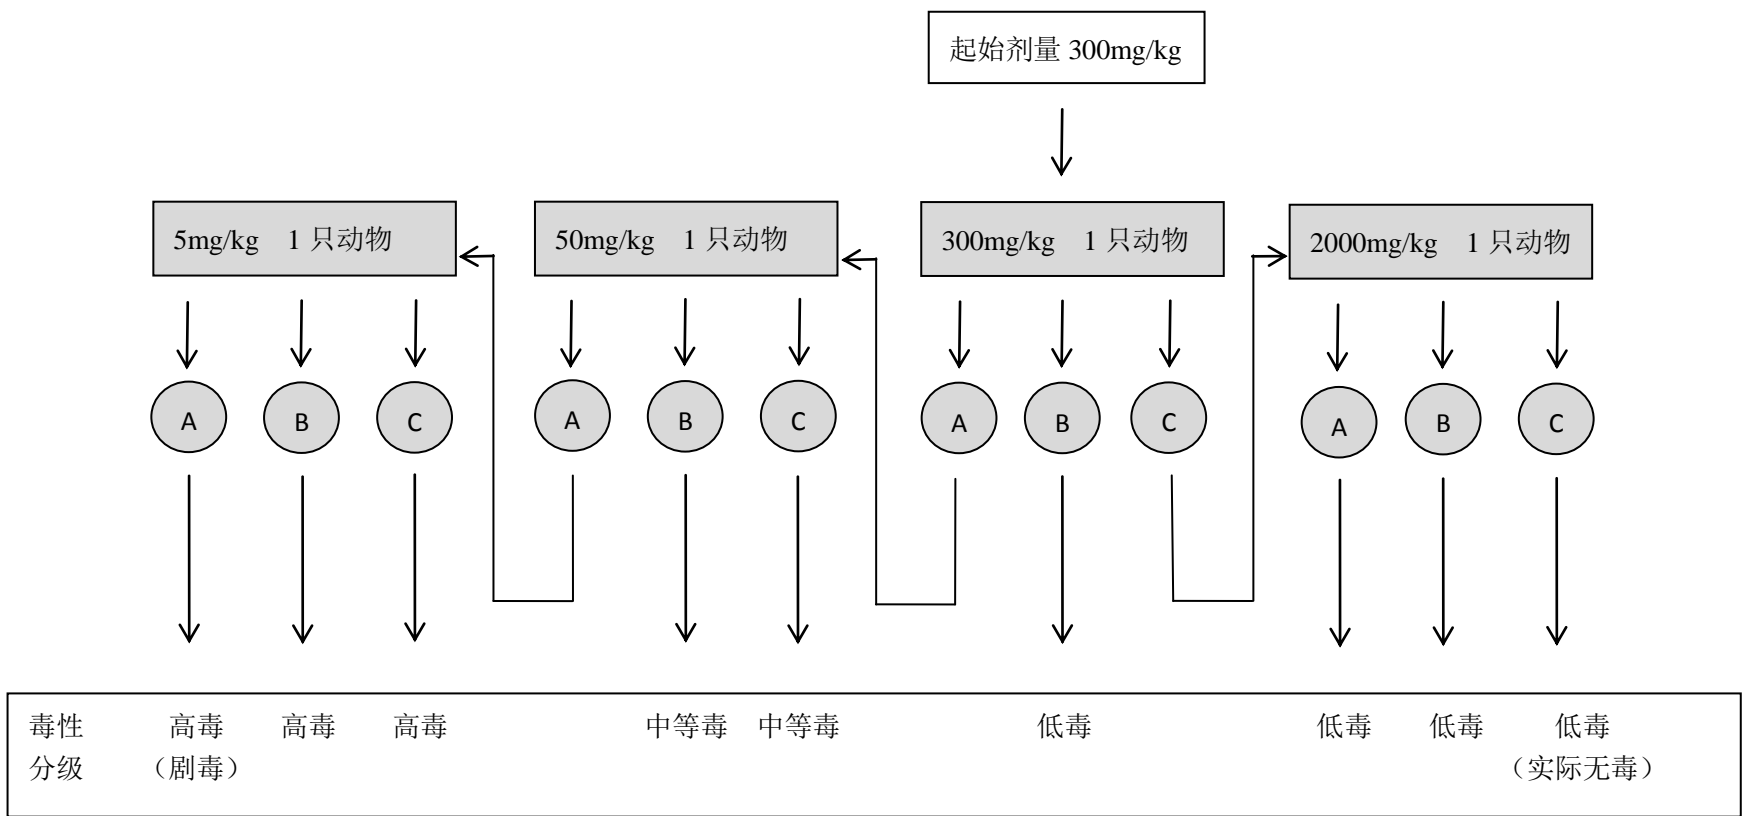 起始剂量 300mg/kg
5mg/kg 1 只动物
50mg/kg 1 只动物
300mg/kg 1 只动物
2000mg/kg 1 只动物
A B C
A B C
A B C
A B C
毒性 高毒 高毒 高毒 中等毒 中等毒 低毒 低毒 低毒 低毒
分级 （剧毒） （实际无毒）